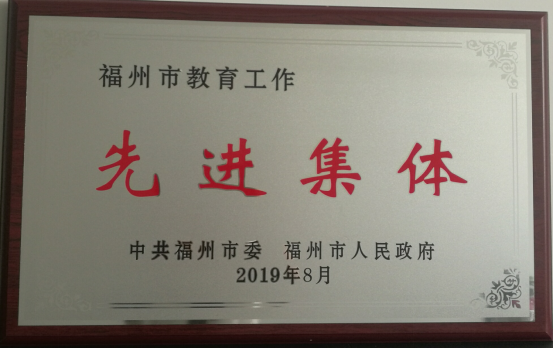 福州市教育工作
先进集体
中共福州市委 福州市人民政府
2019年8月